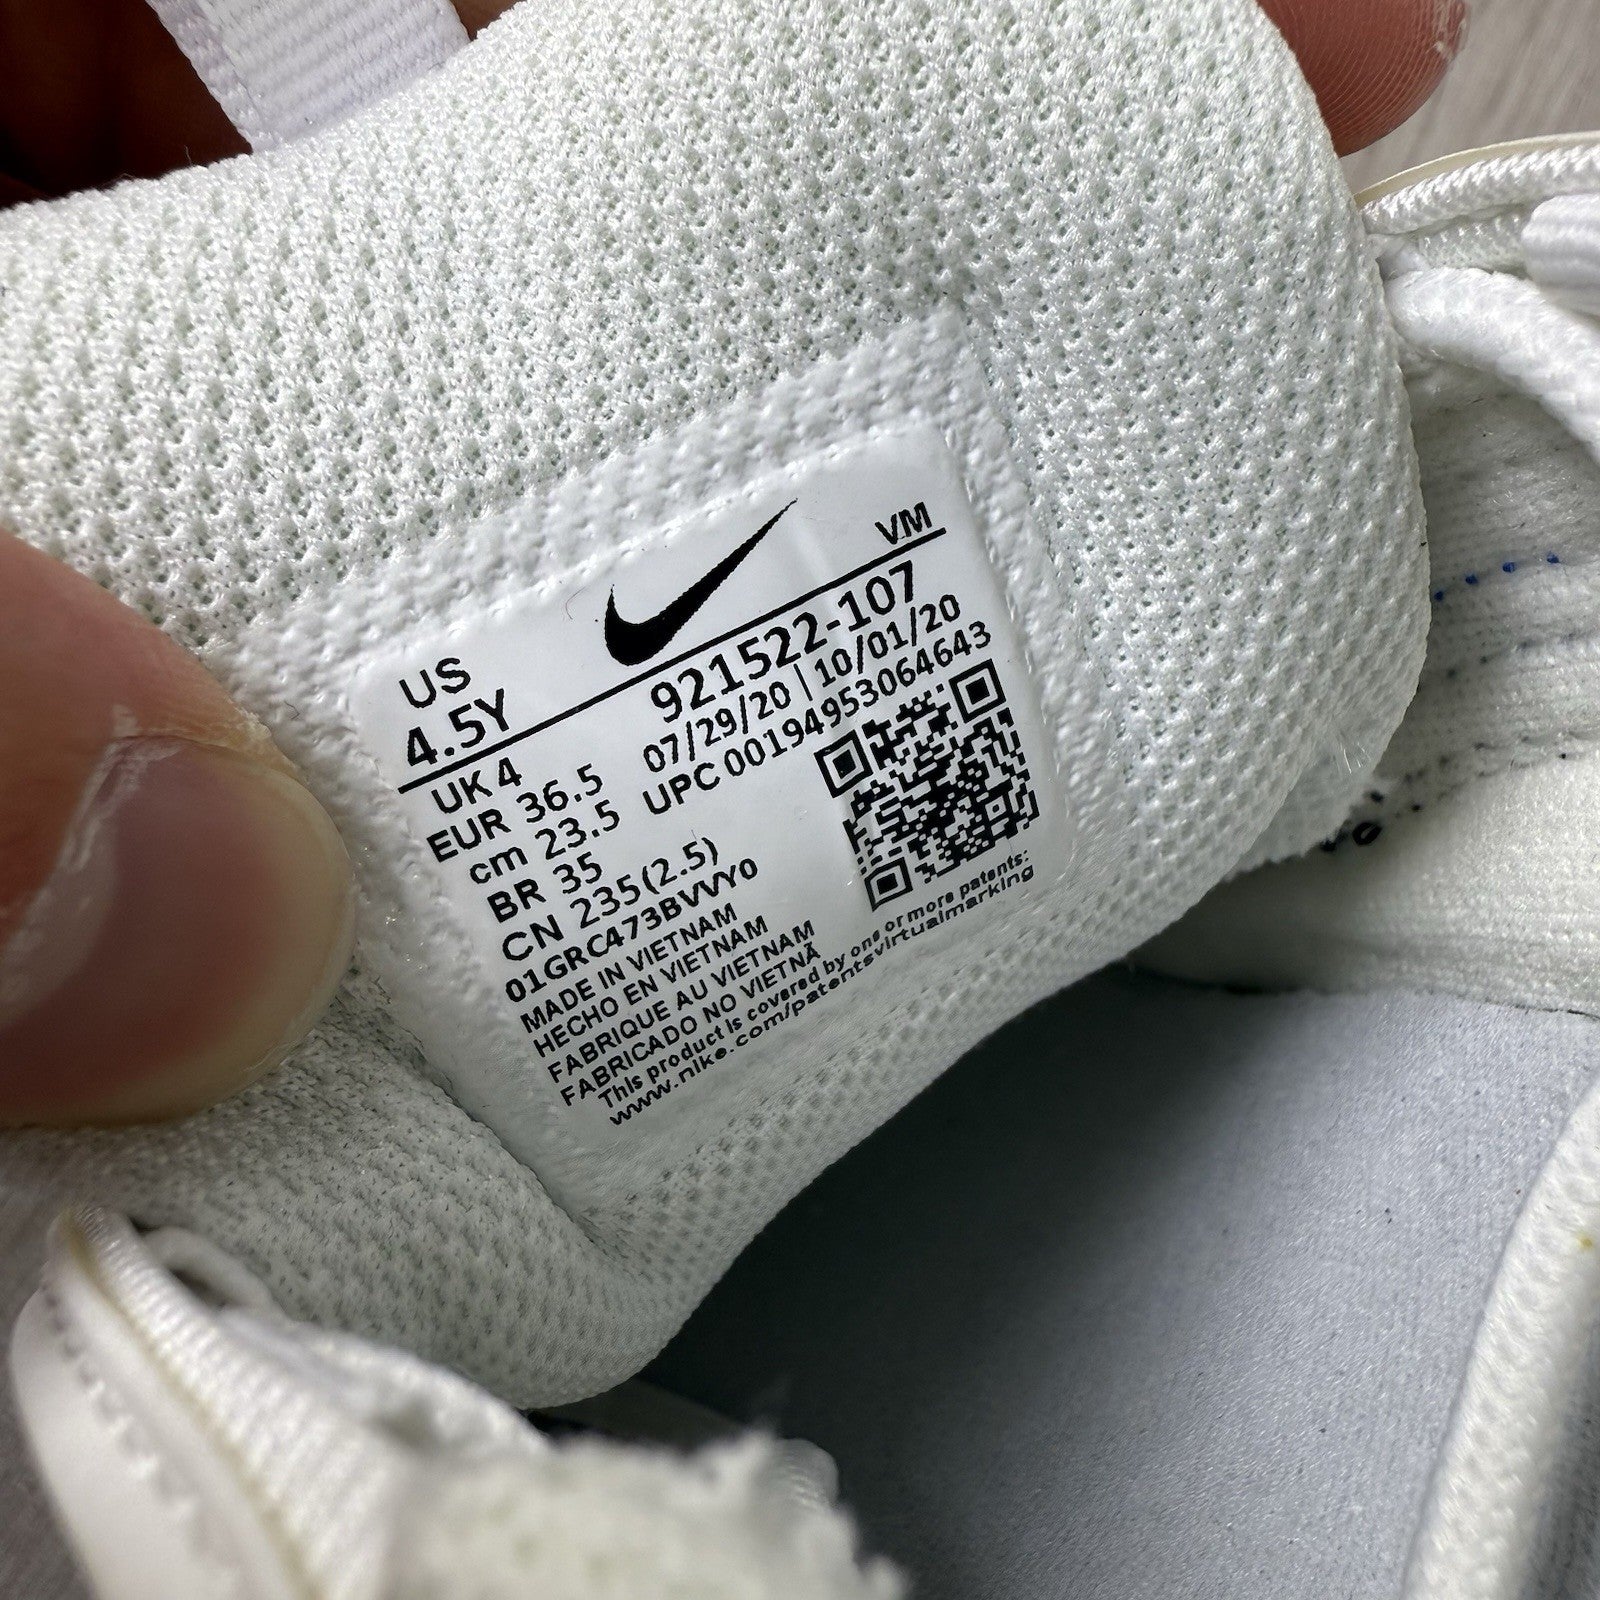 VM
US
4.5Y
921522-107
UK 4
07/29/20 | 10/01/20
EUR 36.5
UPC 00194953064643
cm 23.5
BR 35
CN 235(2.5)
01GRC473BVVY0
MADE IN VIETNAM
HECHO EN VIETNAM
FABRIQUE AU VIETNAM
FABRICADO NO VIETNÃ
This product is covered by one or more patents:
www.nike.com/patentsvirtualmarking